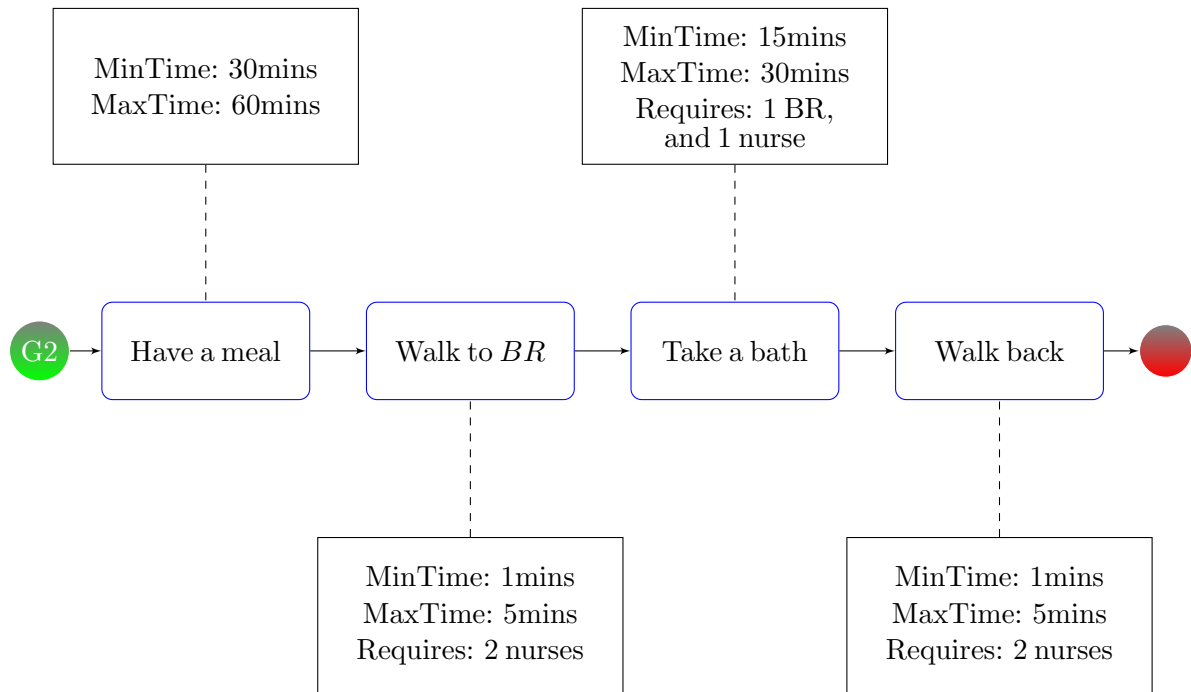 MinTime: 30mins
MaxTime: 60mins
MinTime: 15mins
MaxTime: 30mins
Requires: 1 BR,
and 1 nurse
G2
Have a meal
Walk to BR
Take a bath
Walk back
MinTime: 1mins
MaxTime: 5mins
Requires: 2 nurses
MinTime: 1mins
MaxTime: 5mins
Requires: 2 nurses